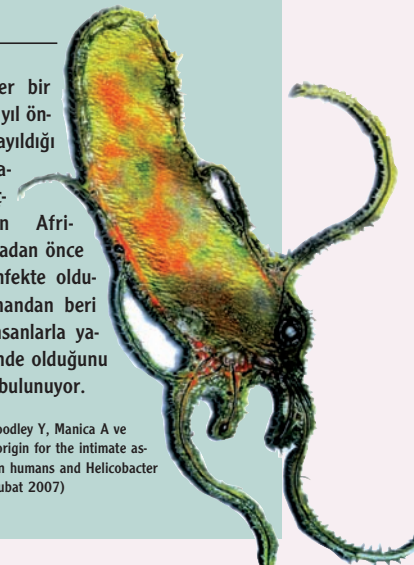 er bir
yıl ön-
ayıldığı
a-
t-
n Afri-
adan önce
nfekte oldu-
mandan beri
nsanlarla ya-
nde olduğunu
bulunuyor.
oodley Y, Manica A ve
origin for the intimate as-
n humans and Helicobacter
ubat 2007)